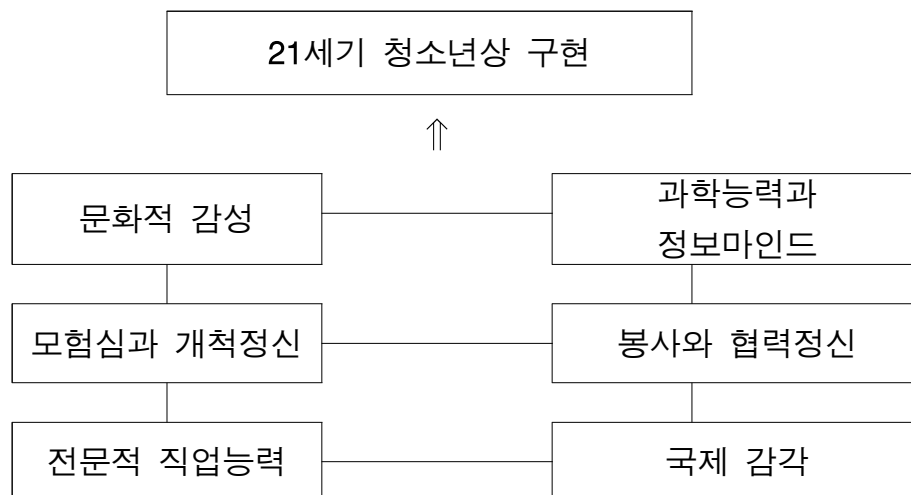 21세기 청소년상 구현
⇑
문화적 감성
과학능력과
정보마인드
모험심과 개척정신
봉사와 협력정신
전문적 직업능력
국제 감각